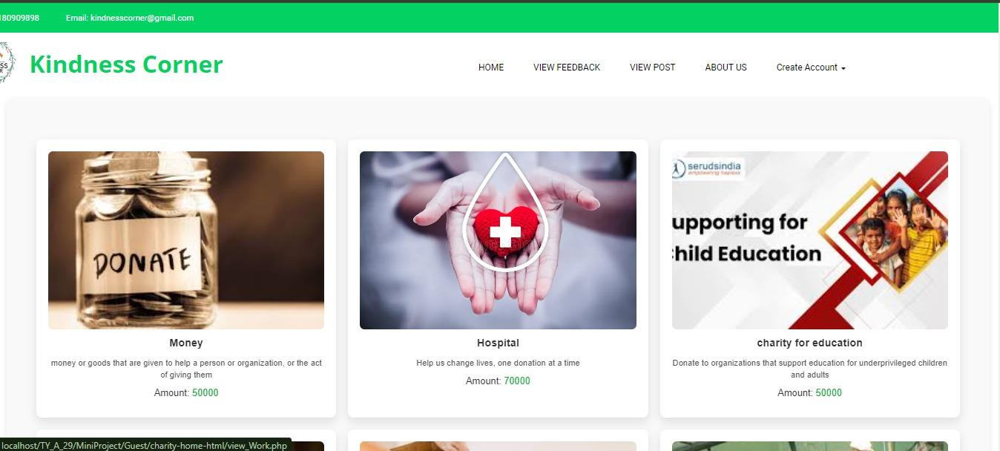 180909898 Email: kindnesscorner@gmail.com
Kindness Corner
HOME VIEW FEEDBACK VIEW POST ABOUT US Create Account
DONATE
serudsindia
upporting for
hild Education
Money
money or goods that are given to help a person or organization, or the act
of giving them
Amount: 50000
Hospital
Help us change lives, one donation at a time
Amount: 70000
charity for education
Donate to organizations that support education for underprivileged children
and adults
Amount: 50000
localhost/TY_A_29/MiniProject/Guest/charity-home-html/view_Work.php